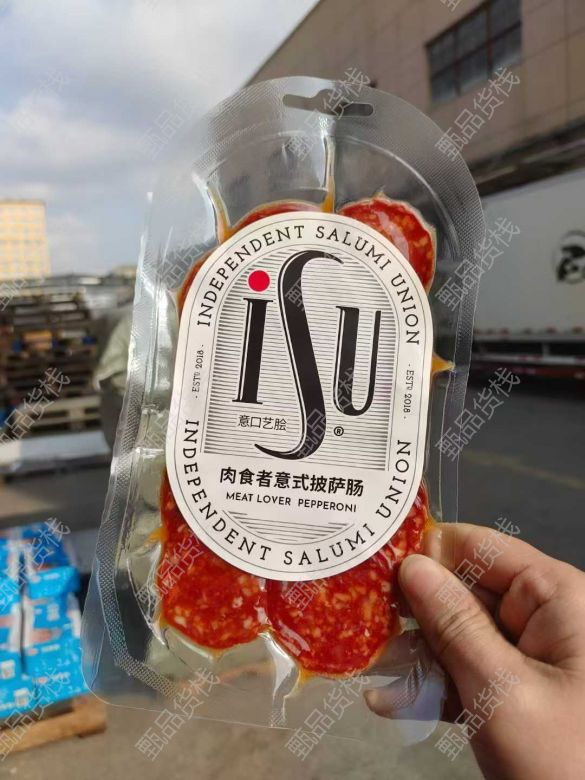 INDEPENDENT SALUMI UNION
iSU
®
意口艺脍
· ESTD 2018 ·
· ESTD 2018 ·
肉食者意式披萨肠
MEAT LOVER PEPPERONI
INDEPENDENT SALUMI UNION
甄品货栈